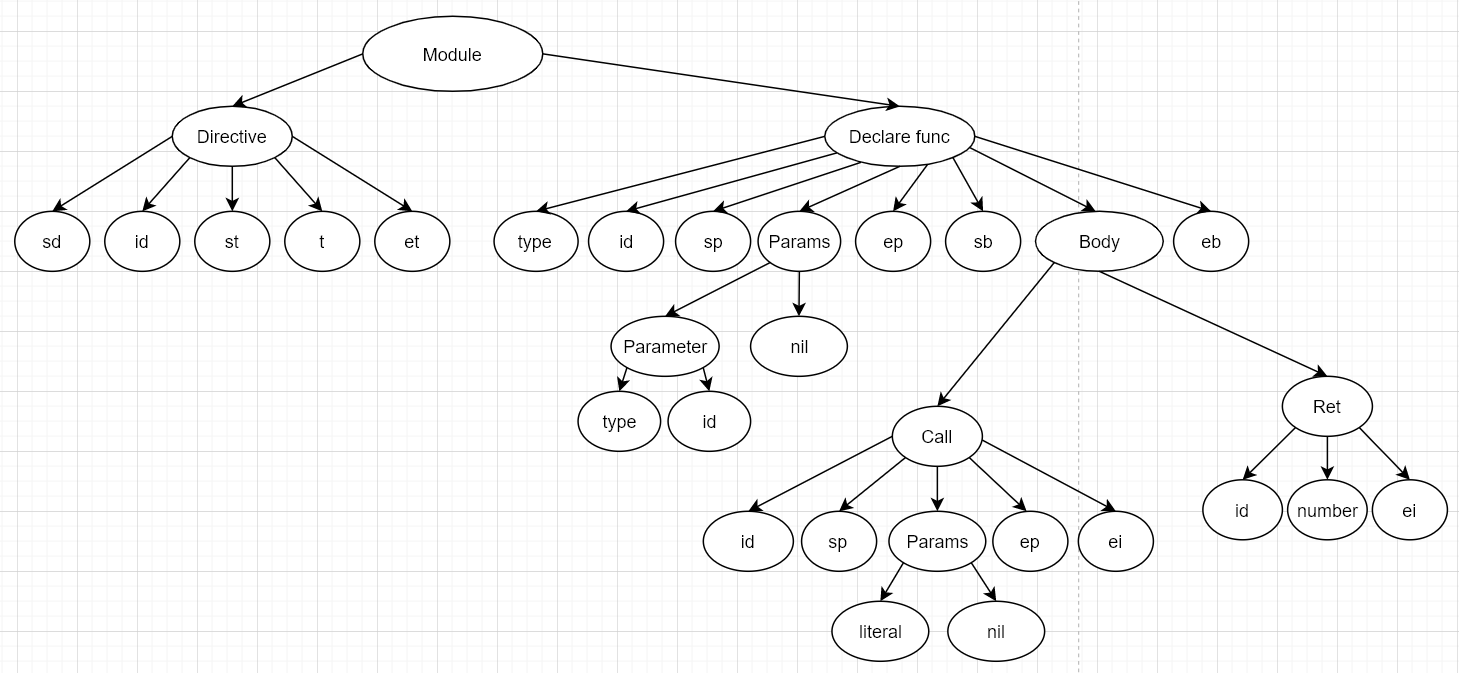 Module
Directive
Declare func
sd
id
st
t
et
type
id
sp
Params
ep
sb
Body
eb
Parameter
nil
type
id
Call
Ret
id
number
ei
id
sp
Params
ep
ei
literal
nil